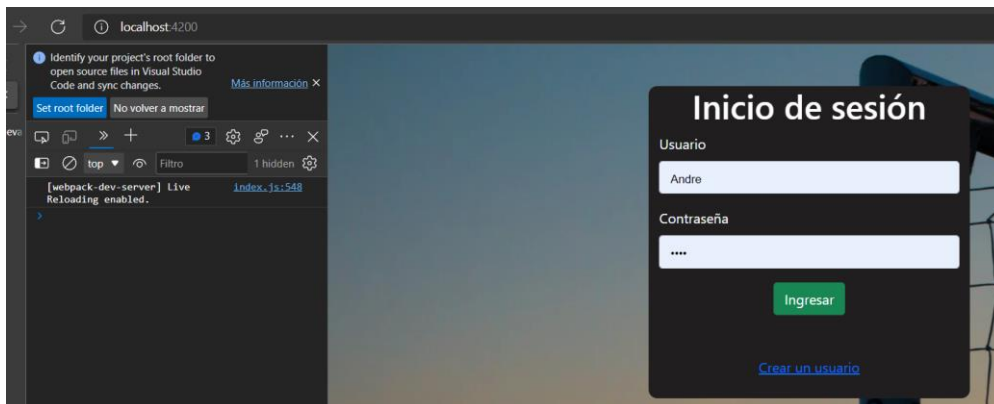 localhost:4200
Identify your project's root folder to
open source files in Visual Studio
Code and sync changes.
Más información
Set root folder
No volver a mostrar
eva
3
top
Filtro
1 hidden
[webpack-dev-server] Live
Reloading enabled.
index.js:548
Inicio de sesión
Usuario
Andre
Contraseña
••••
Ingresar
Crear un usuario